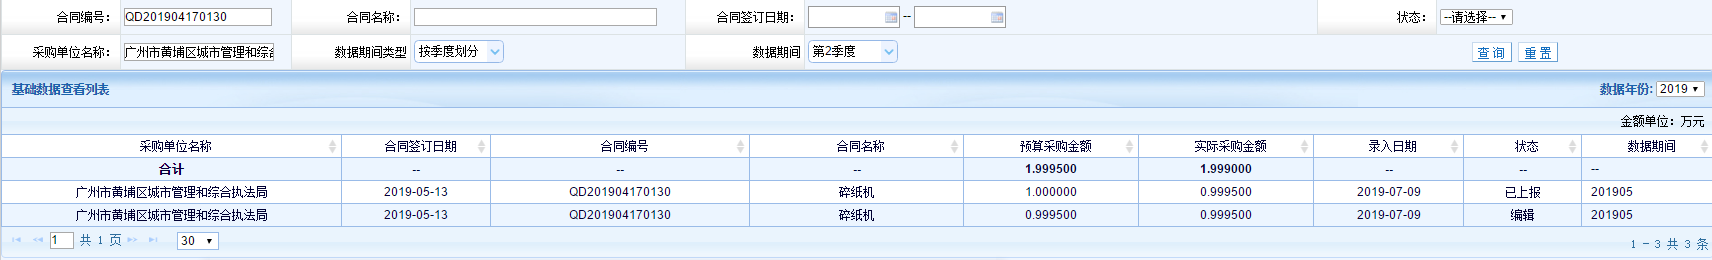 合同编号: QD201904170130 合同名称: 合同签订日期: -- 状态: --请选择--
采购单位名称: 广州市黄埔区城市管理和综合 数据期间类型 按季度划分 数据期间 第2季度 查 询 重 置
基础数据查看列表 数据年份: 2019
金额单位: 万元
采购单位名称 合同签订日期 合同编号 合同名称 预算采购金额 实际采购金额 录入日期 状态 数据期间
合计 -- -- -- 1.999500 1.999000 -- -- --
广州市黄埔区城市管理和综合执法局 2019-05-13 QD201904170130 碎纸机 1.000000 0.999500 2019-07-09 已上报 201905
广州市黄埔区城市管理和综合执法局 2019-05-13 QD201904170130 碎纸机 0.999500 0.999500 2019-07-09 编辑 201905
1 共 1 页 30 1 - 3 共 3 条